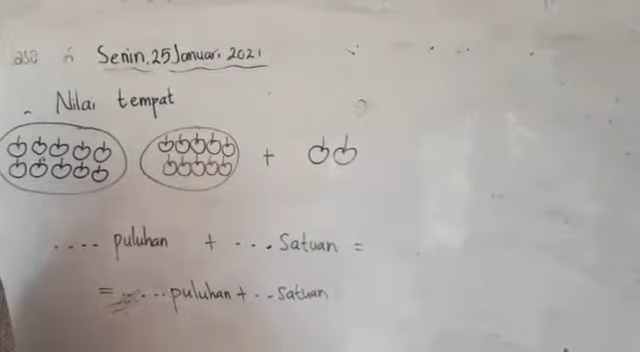 Senin, 25 Januari 2021
Nilai tempat
+
.... puluhan + ... Satuan =
= .... puluhan + .. Satuan